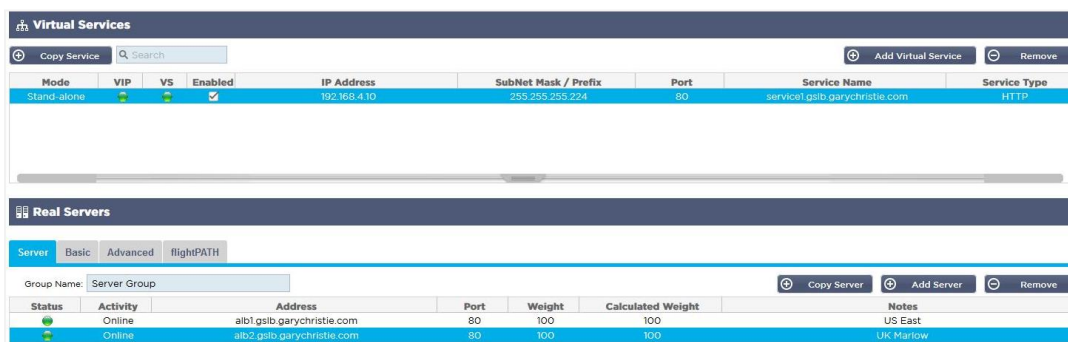 Virtual Services
Copy Service Search Add Virtual Service Remove
Mode VIP VS Enabled IP Address SubNet Mask / Prefix Port Service Name Service Type
Stand-alone 192.168.4.10 255.255.255.224 80 service1.gslb.garychristie.com HTTP
Real Servers
Server Basic Advanced flightPATH
Group Name: Server Group Copy Server Add Server Remove
Status Activity Address Port Weight Calculated Weight Notes
Online alb1.gslb.garychristie.com 80 100 100 US East
Online alb2.gslb.garychristie.com 80 100 100 UK Marlow